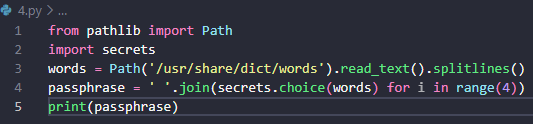 4.py > ...
1 from pathlib import Path
2 import secrets
3 words = Path('/usr/share/dict/words').read_text().splitlines()
4 passphrase = ' '.join(secrets.choice(words) for i in range(4))
5 print(passphrase)